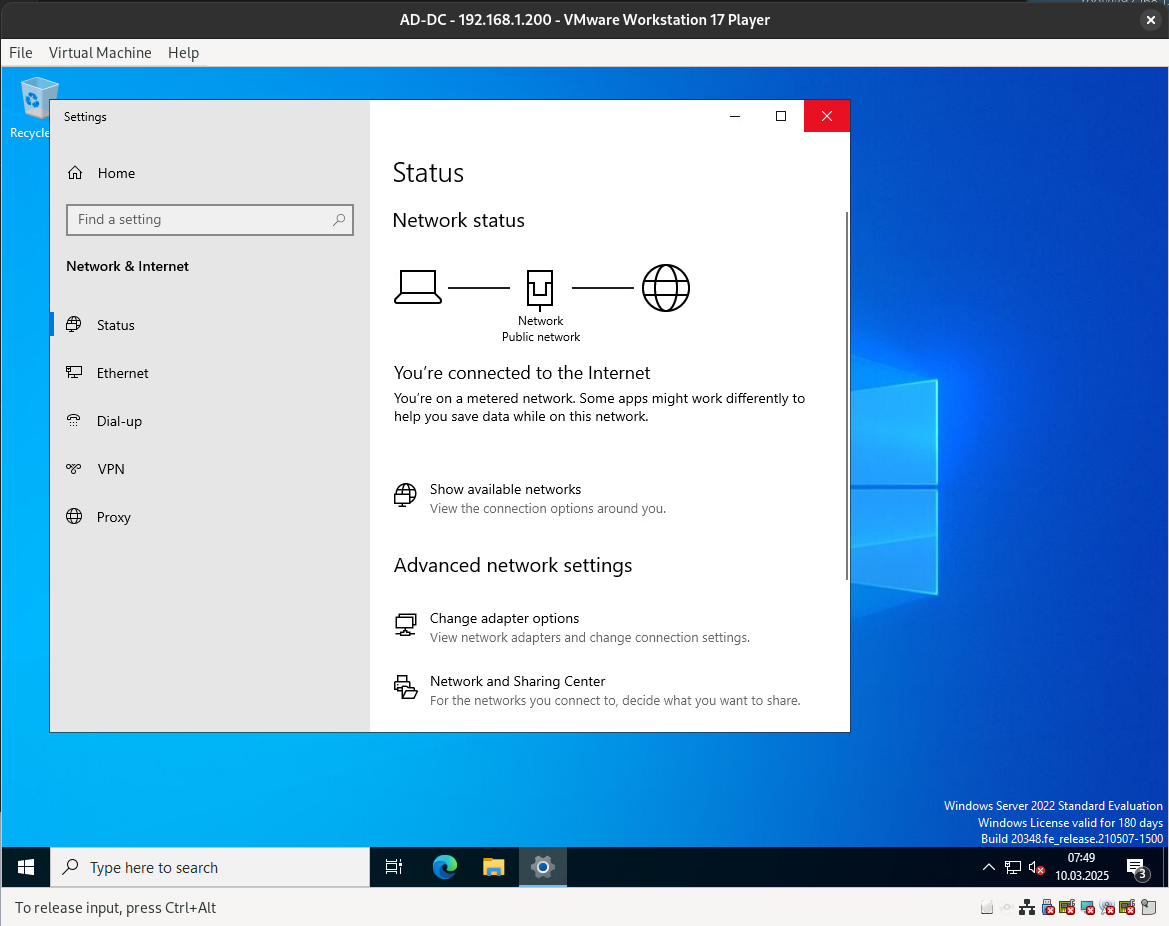 AD-DC - 192.168.1.200 - VMware Workstation 17 Player
File Virtual Machine Help
Recycle
Settings
Home
Find a setting
Network & Internet
Status
Ethernet
Dial-up
VPN
Proxy
Status
Network status
Network
Public network
You're connected to the Internet
You're on a metered network. Some apps might work differently to
help you save data while on this network.
Show available networks
View the connection options around you.
Advanced network settings
Change adapter options
View network adapters and change connection settings.
Network and Sharing Center
For the networks you connect to, decide what you want to share.
Windows Server 2022 Standard Evaluation
Windows License valid for 180 days
Build 20348.fe_release.210507-1500
Type here to search
07:49
10.03.2025
3
To release input, press Ctrl+Alt